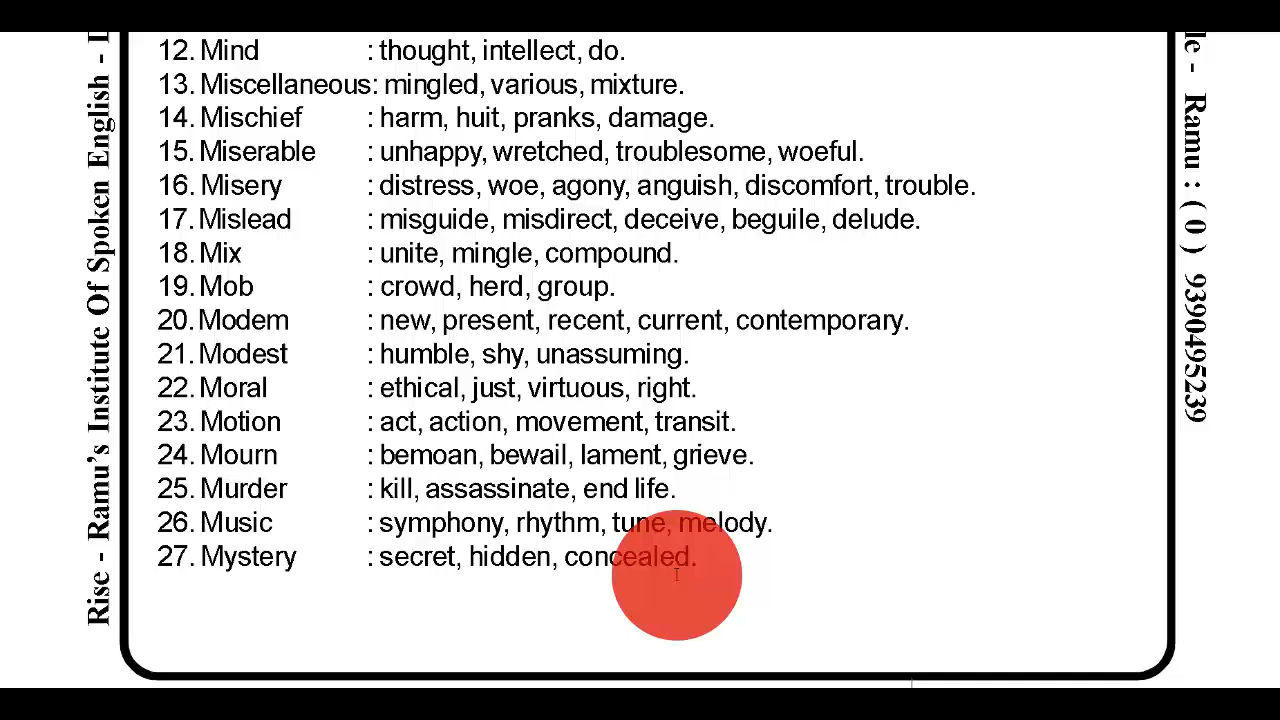 Rise - Ramu's Institute Of Spoken English -
12. Mind : thought, intellect, do.
13. Miscellaneous: mingled, various, mixture.
14. Mischief : harm, huit, pranks, damage.
15. Miserable : unhappy, wretched, troublesome, woeful.
16. Misery : distress, woe, agony, anguish, discomfort, trouble.
17. Mislead : misguide, misdirect, deceive, beguile, delude.
18. Mix : unite, mingle, compound.
19. Mob : crowd, herd, group.
20. Modem : new, present, recent, current, contemporary.
21. Modest : humble, shy, unassuming.
22. Moral : ethical, just, virtuous, right.
23. Motion : act, action, movement, transit.
24. Mourn : bemoan, bewail, lament, grieve.
25. Murder : kill, assassinate, end life.
26. Music : symphony, rhythm, tune, melody.
27. Mystery : secret, hidden, concealed.
- Ramu : ( 0 ) 9390495239